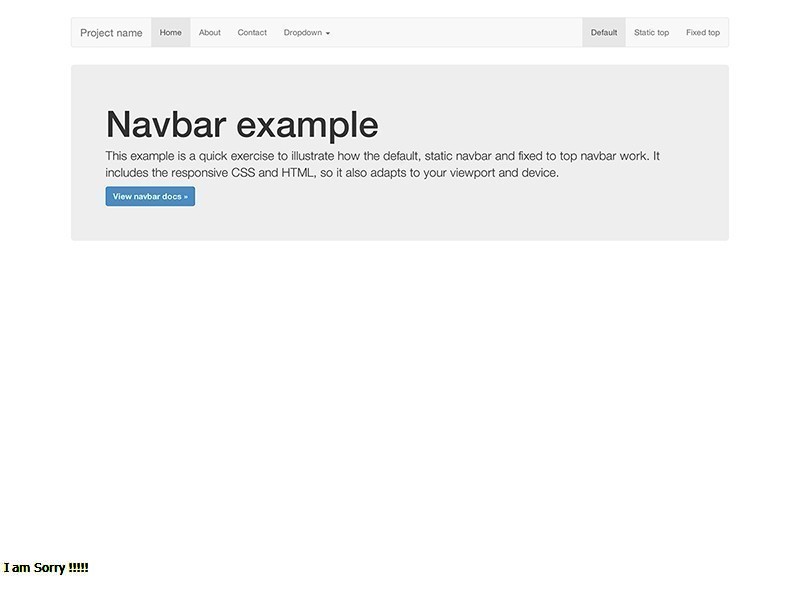 Project name Home About Contact Dropdown Default Static top Fixed top
Navbar example
This example is a quick exercise to illustrate how the default, static navbar and fixed to top navbar work. It
includes the responsive CSS and HTML, so it also adapts to your viewport and device.
View navbar docs »
I am Sorry !!!!!